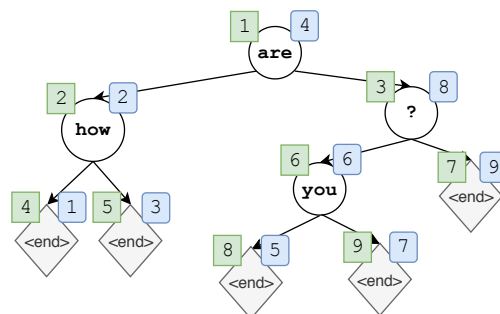 1 4
are
2 2
how
3 8
?
6 6
you
4 1
<end>
5 3
<end>
7 9
<end>
8 5
<end>
9 7
<end>